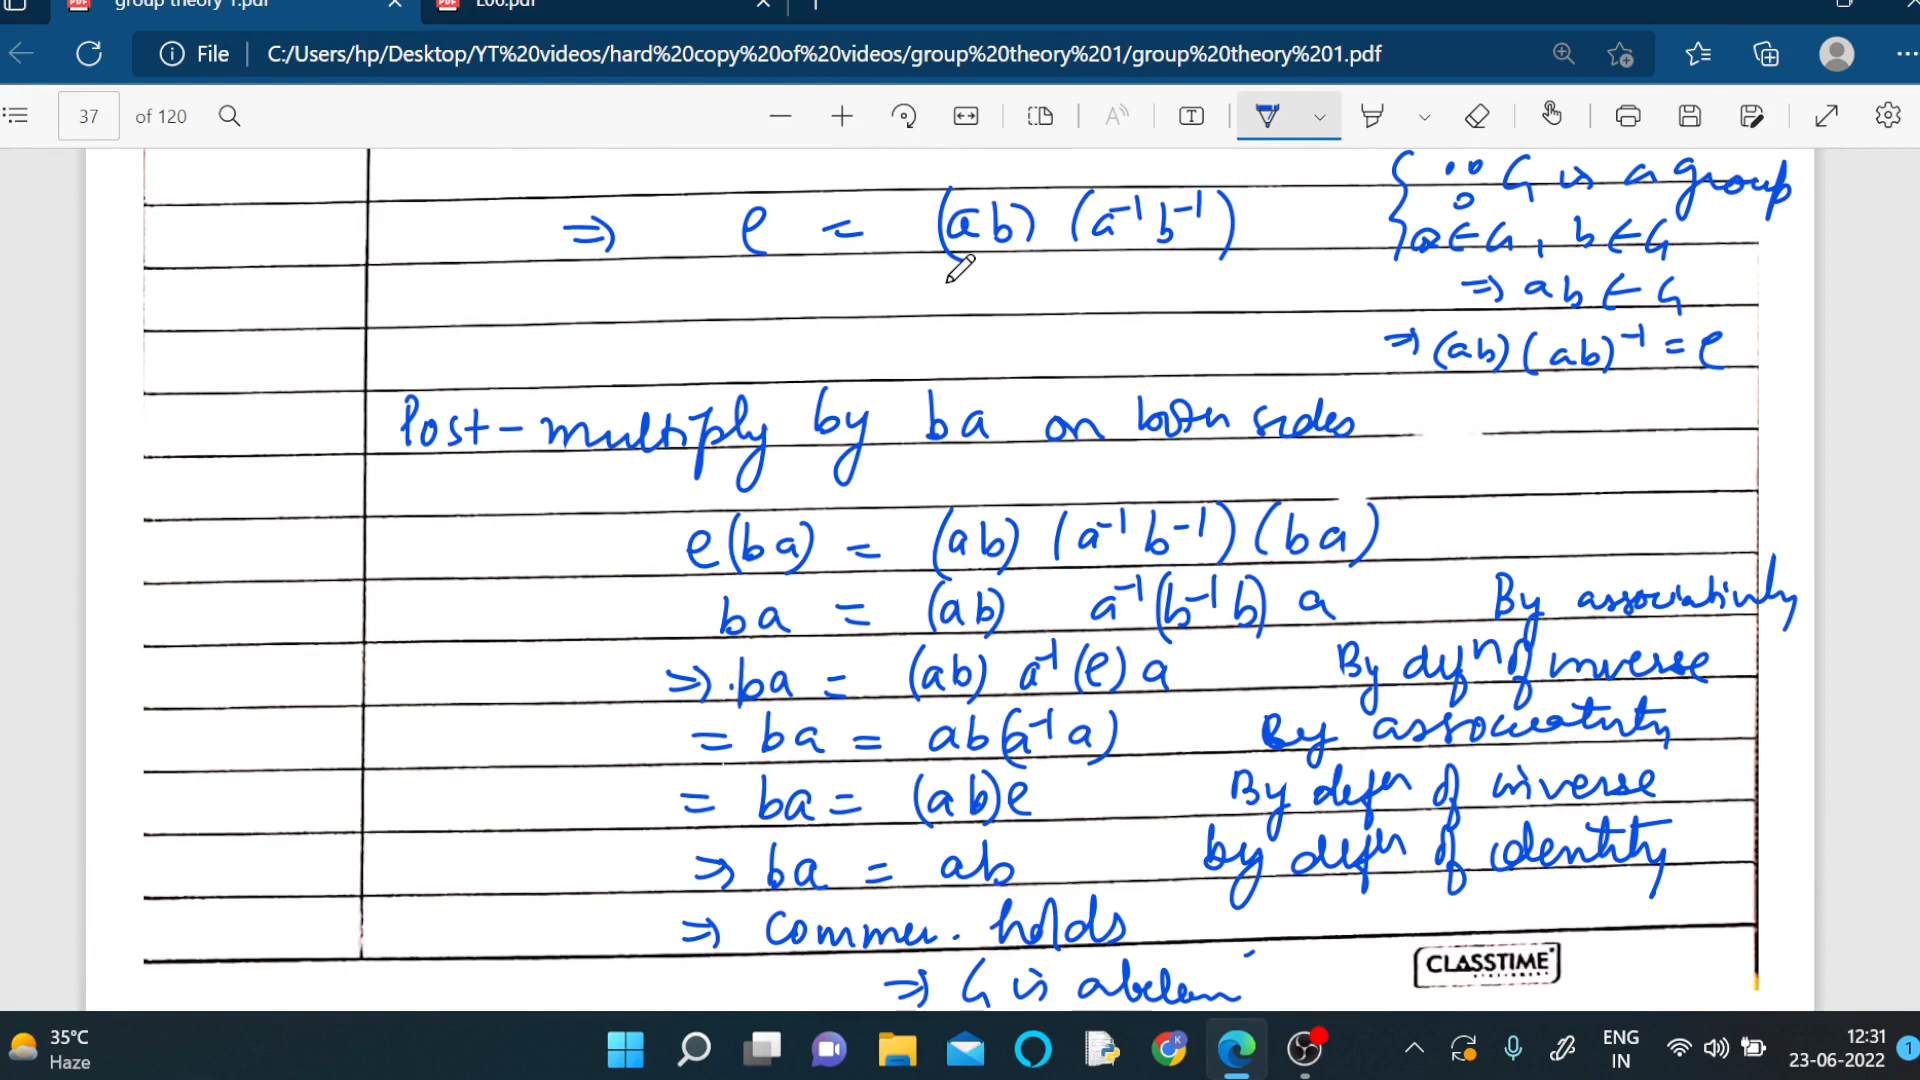 group theory 1.pdf
L06.pdf
File
C:/Users/hp/Desktop/YT%20videos/hard%20copy%20of%20videos/group%20theory%201/group%20theory%201.pdf
37 of 120
{ ∵ G is a group
⇒ e = (ab) (a⁻¹b⁻¹)
a∈G, b∈G
⇒ ab ∈ G
⇒ (ab)(ab)⁻¹ = e
Post-multiply by ba on both sides
e(ba) = (ab) (a⁻¹b⁻¹)(ba)
ba = (ab) a⁻¹(b⁻¹b) a By associativity
⇒ ba = (ab) a⁻¹(e) a By dfn of inverse
= ba = ab(a⁻¹a) By associativity
= ba = (ab)e By defn of inverse
⇒ ba = ab by defn of identity
⇒ Commu. holds
⇒ G is abelian
CLASSTIME
35°C
Haze
ENG
IN
12:31
23-06-2022
1